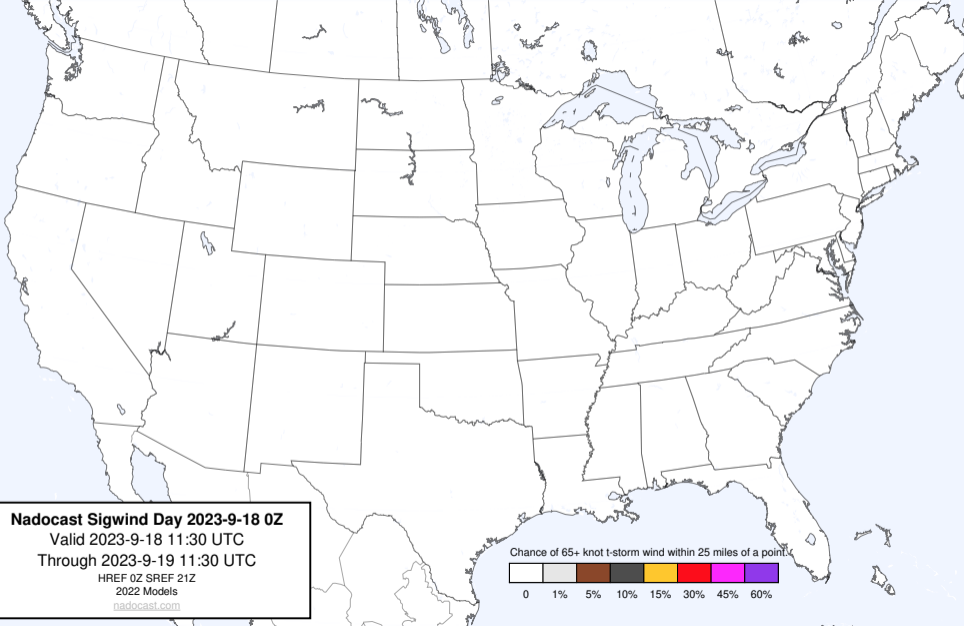 Nadocast Sigwind Day 2023-9-18 0Z
Valid 2023-9-18 11:30 UTC
Through 2023-9-19 11:30 UTC
HREF 0Z SREF 21Z
2022 Models
nadocast.com
Chance of 65+ knot t-storm wind within 25 miles of a point.
0 1% 5% 10% 15% 30% 45% 60%